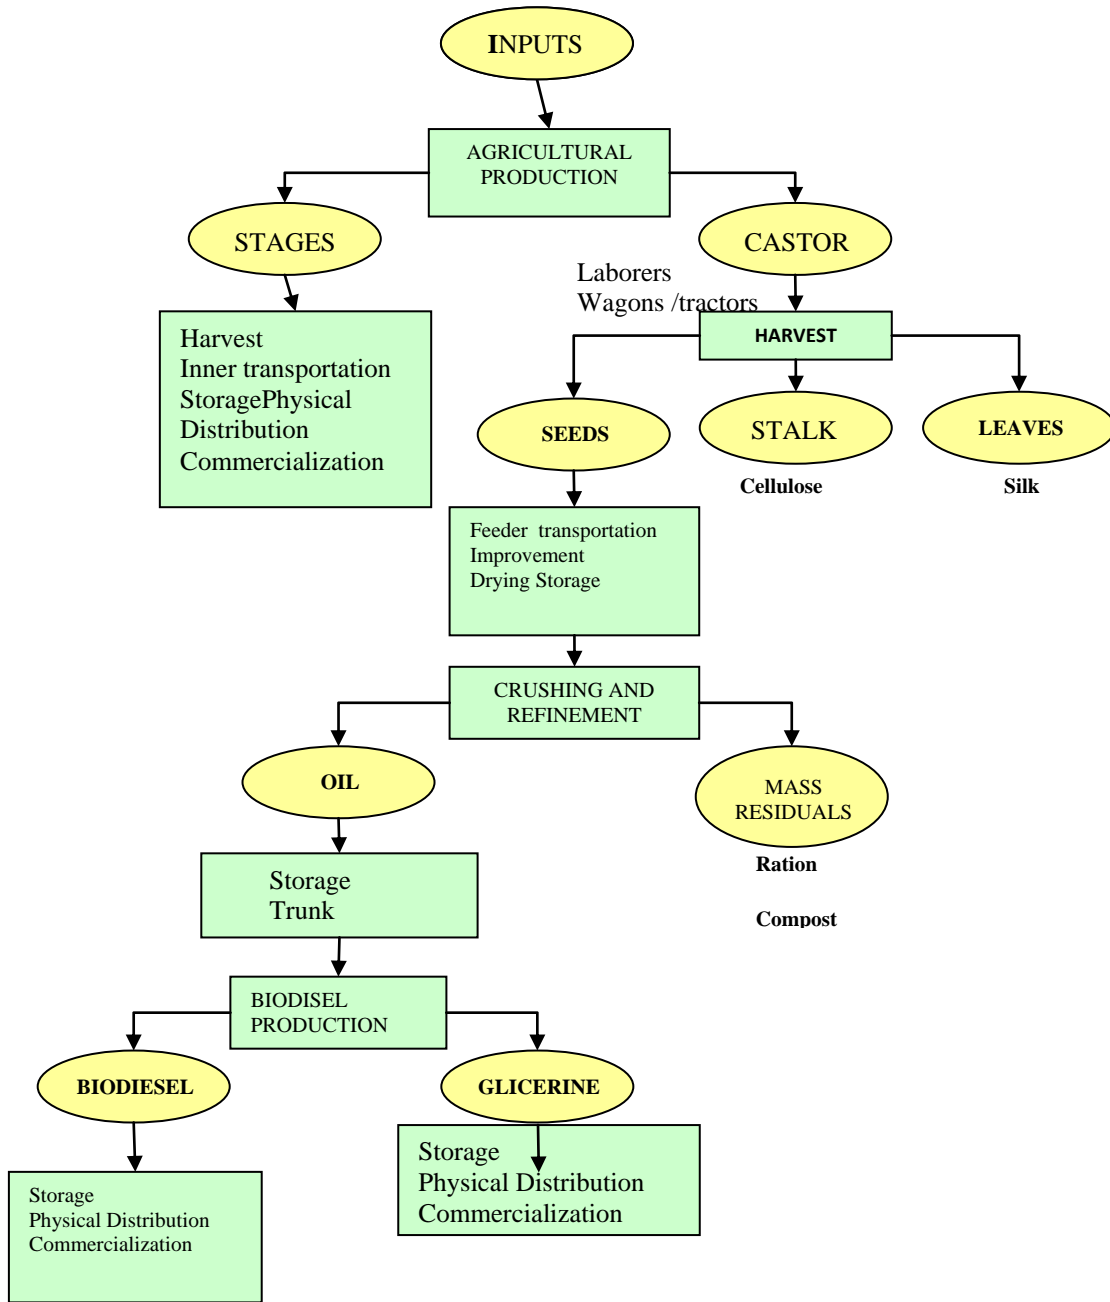 INPUTS
AGRICULTURAL
PRODUCTION
STAGES
CASTOR
Laborers
Wagons /tractors
Harvest
Inner transportation
StoragePhysical
Distribution
Commercialization
HARVEST
SEEDS
STALK
LEAVES
Cellulose
Silk
Feeder transportation
Improvement
Drying Storage
CRUSHING AND
REFINEMENT
OIL
MASS
RESIDUALS
Ration
Compost
Storage
Trunk
BIODISEL
PRODUCTION
BIODIESEL
GLICERINE
Storage
Physical Distribution
Commercialization
Storage
Physical Distribution
Commercialization